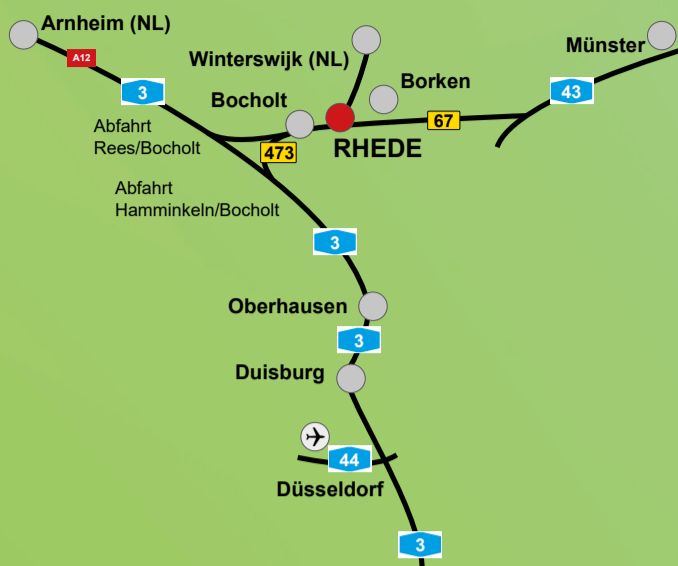 Arnheim (NL)
A12
3
Winterswijk (NL)
Münster
Borken
43
Bocholt
67
Abfahrt
Rees/Bocholt
RHEDE
473
Abfahrt
Hamminkeln/Bocholt
3
Oberhausen
3
Duisburg
44
Düsseldorf
3